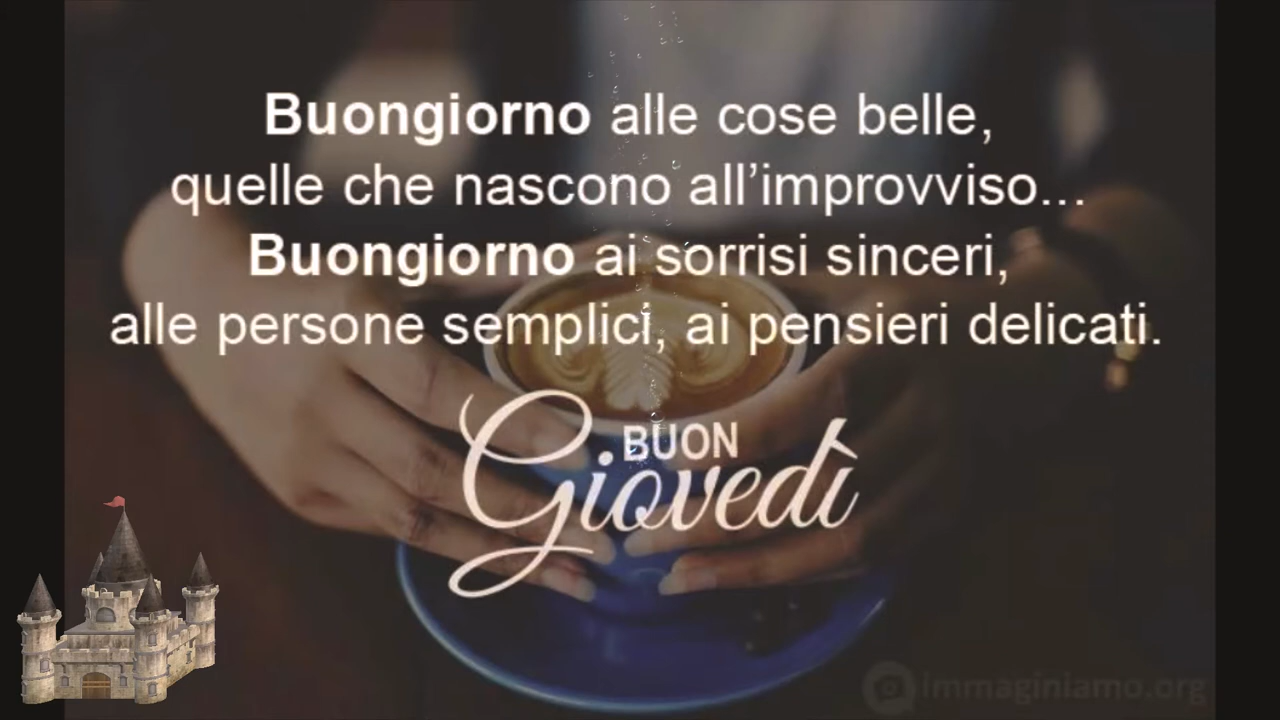 Buongiorno alle cose belle,
quelle che nascono all’improvviso...
Buongiorno ai sorrisi sinceri,
alle persone semplici, ai pensieri delicati.
BUON
Giovedì
immaginiamo.org